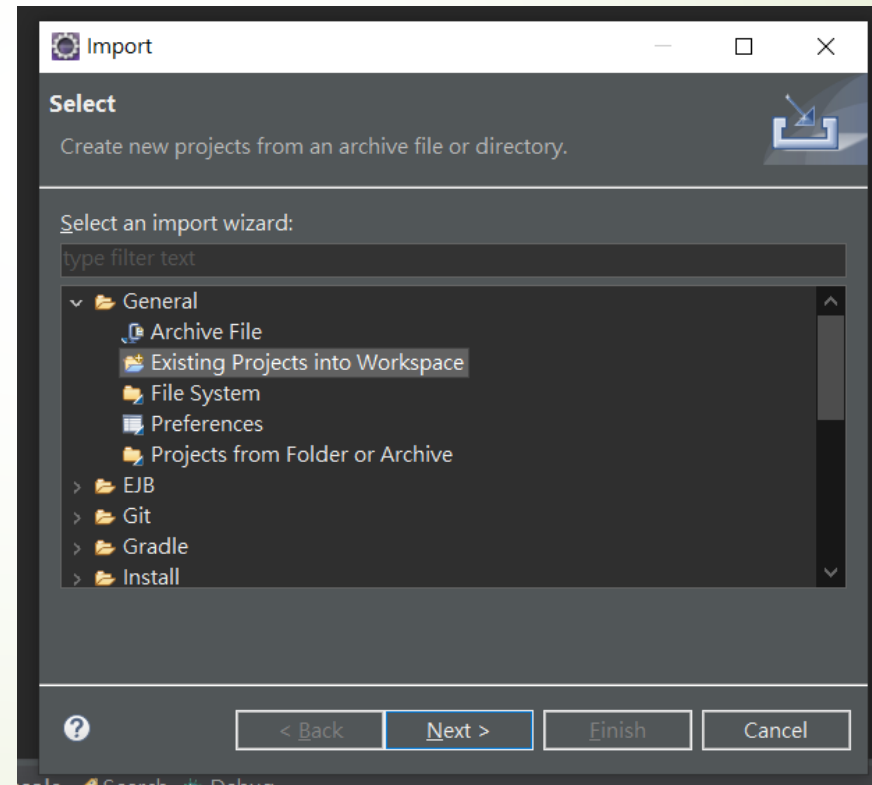 Import
Select
Create new projects from an archive file or directory.
Select an import wizard:
type filter text
General
Archive File
Existing Projects into Workspace
File System
Preferences
Projects from Folder or Archive
EJB
Git
Gradle
Install
< Back Next > Finish Cancel